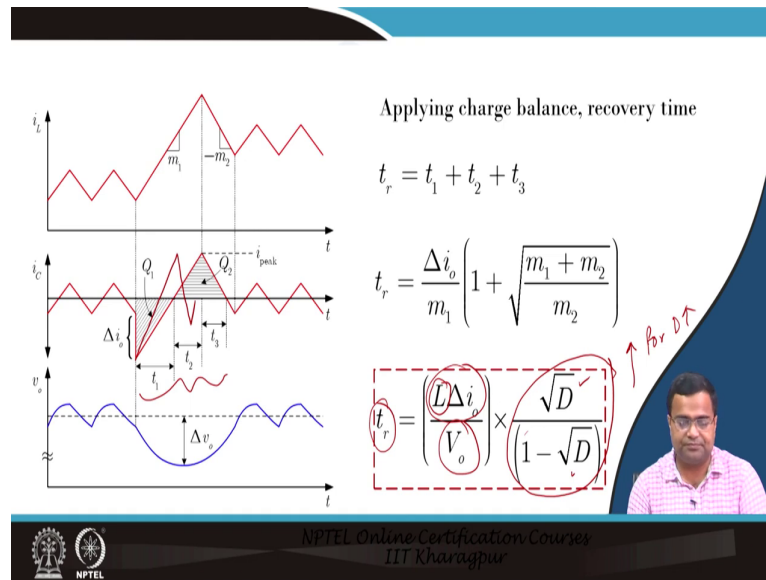 Applying charge balance, recovery time
t_r = t_1 + t_2 + t_3
t_r = Δi_o / m_1 (1 + √((m_1 + m_2) / m_2))
t_r = (LΔi_o / V_o) × √D / (1 − √D)
↑ for D↑
i_L
m_1
−m_2
t
i_C
Q_1
Q_2
i_peak
t
Δi_o
t_1
t_2
t_3
v_o
Δv_o
t
NPTEL Online Certification Courses
IIT Kharagpur
NPTEL